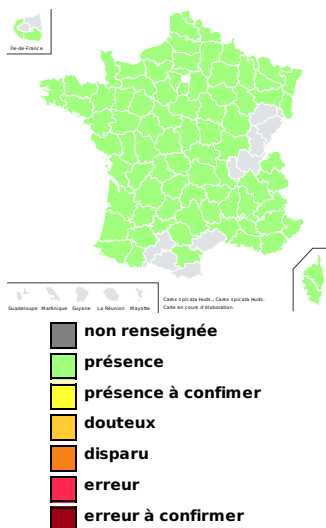 Île-de-France
Guadeloupe Martinique Guyane La Réunion Mayotte
Carex spicata Huds., Carex spicata Huds.
Carte en cours d'élaboration.
non renseignée
présence
présence à confimer
douteux
disparu
erreur
erreur à confirmer